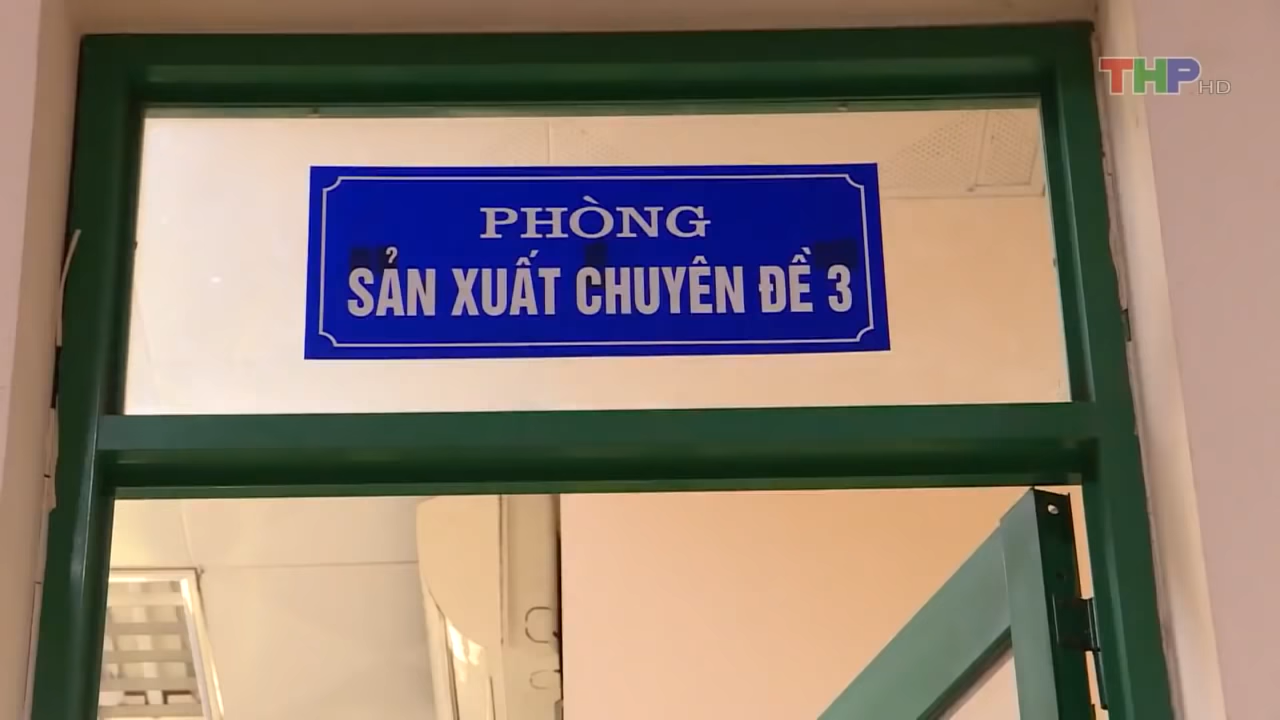 THP HD
PHÒNG
SẢN XUẤT CHUYÊN ĐỀ 3